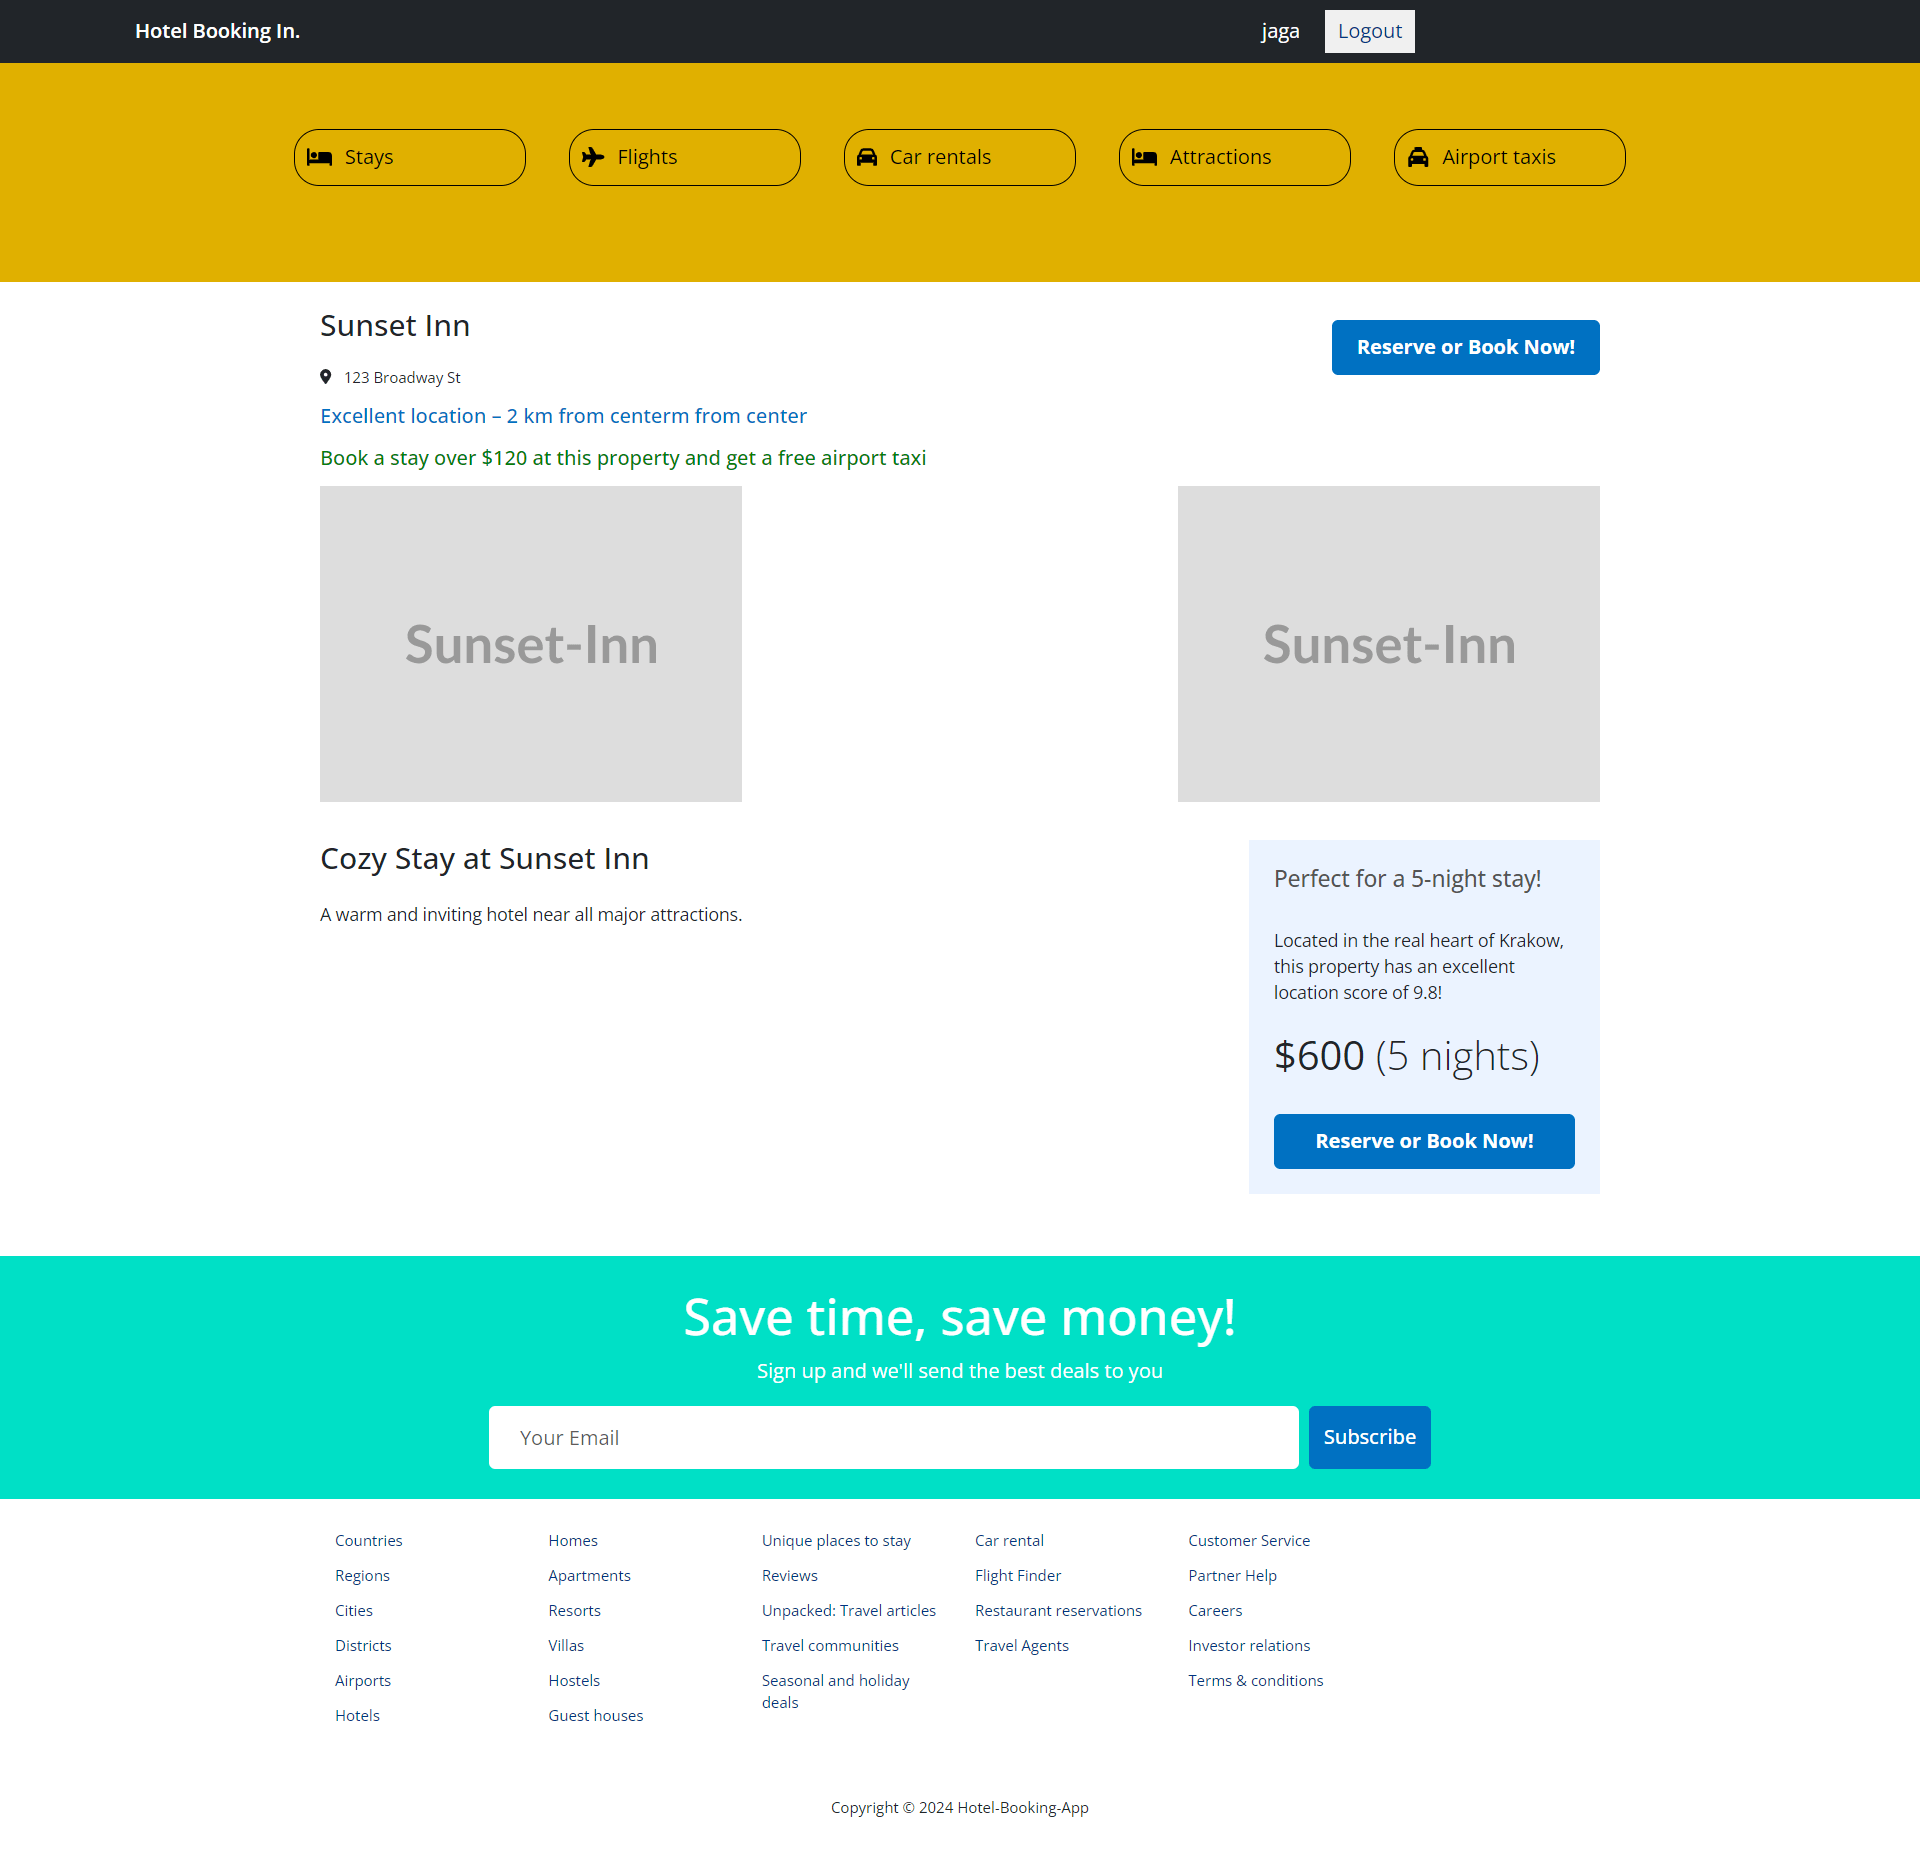 Hotel Booking In.
jaga
Logout
Stays
Flights
Car rentals
Attractions
Airport taxis
Sunset Inn
Reserve or Book Now!
123 Broadway St
Excellent location – 2 km from centerm from center
Book a stay over $120 at this property and get a free airport taxi
Sunset-Inn
Sunset-Inn
Cozy Stay at Sunset Inn
A warm and inviting hotel near all major attractions.
Perfect for a 5-night stay!
Located in the real heart of Krakow,
this property has an excellent
location score of 9.8!
$600 (5 nights)
Reserve or Book Now!
Save time, save money!
Sign up and we'll send the best deals to you
Your Email
Subscribe
Countries
Regions
Cities
Districts
Airports
Hotels
Homes
Apartments
Resorts
Villas
Hostels
Guest houses
Unique places to stay
Reviews
Unpacked: Travel articles
Travel communities
Seasonal and holiday
deals
Car rental
Flight Finder
Restaurant reservations
Travel Agents
Customer Service
Partner Help
Careers
Investor relations
Terms & conditions
Copyright © 2024 Hotel-Booking-App